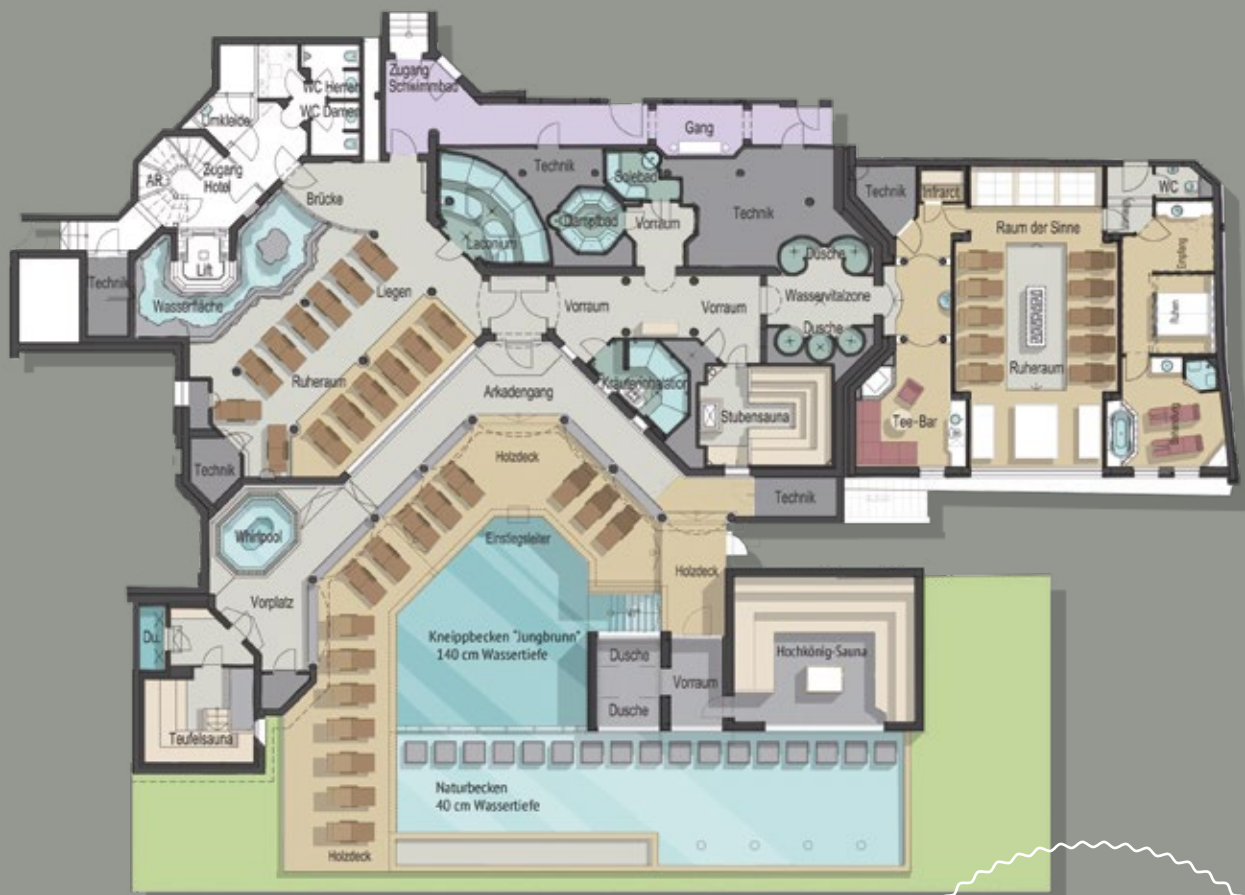 Zugang
Schwimmbad
WC Herren
WC Damen
Umkleide
Zugang
Hotel
AR
Gang
Technik
Solebad
Dampfbad
Vorraum
Technik
Laconium
Technik
Infrarot
WC
Brücke
Raum der Sinne
Empfang
Lift
Technik
Wasserfläche
Liegen
Vorraum
Vorraum
Dusche
Wasservitalzone
Dusche
Ruhen
Ruheraum
Arkadengang
Kräuterinhalation
Stubensauna
Tee-Bar
Ruheraum
Technik
Holzdeck
Technik
Whirlpool
Einstiegsleiter
Holzdeck
Vorplatz
Du.
Kneippbecken "Jungbrunn"
140 cm Wassertiefe
Dusche
Vorraum
Hochkönig-Sauna
Dusche
Teufelsauna
Naturbecken
40 cm Wassertiefe
Holzdeck